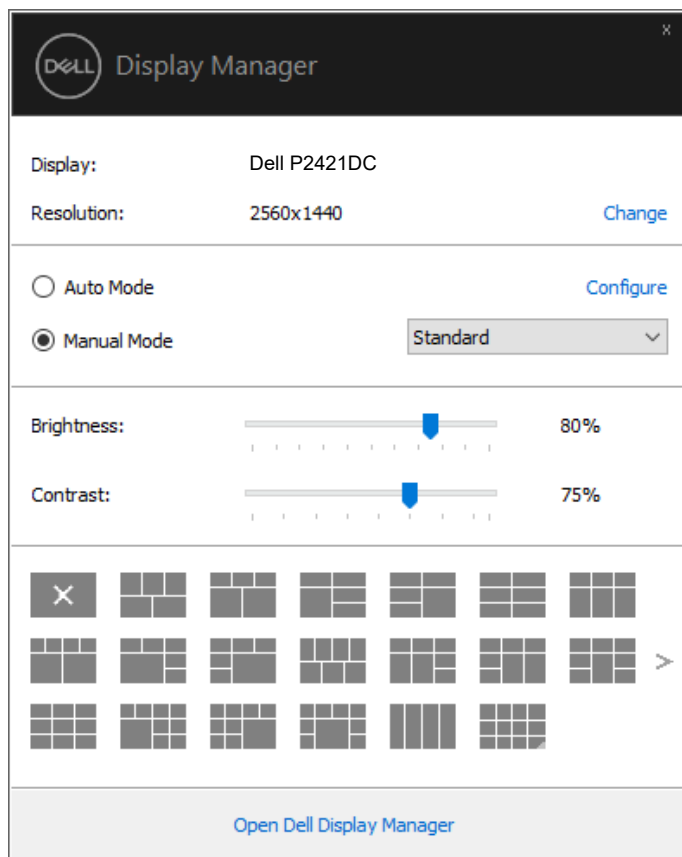 x
DELL Display Manager
Display: Dell P2421DC
Resolution: 2560x1440 Change
Auto Mode Configure
Manual Mode Standard
Brightness: 80%
Contrast: 75%
>
Open Dell Display Manager